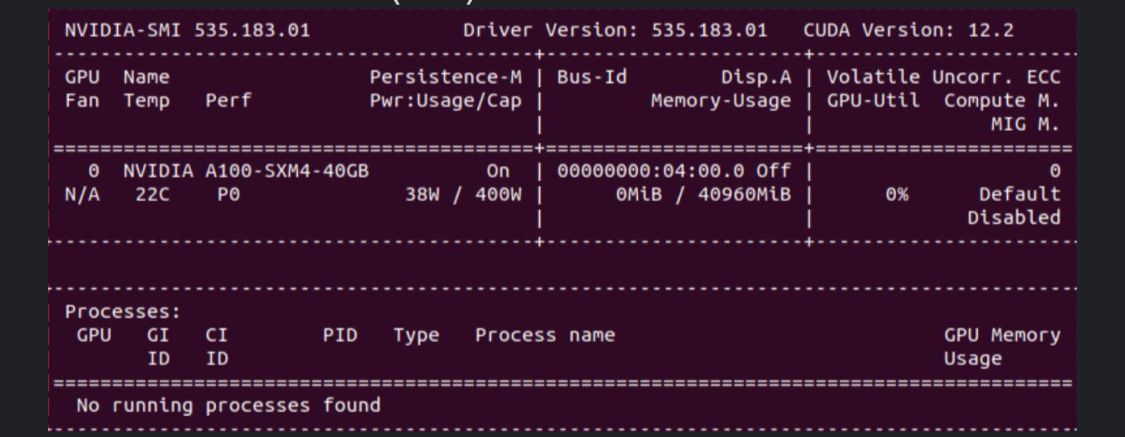 NVIDIA-SMI 535.183.01 Driver Version: 535.183.01 CUDA Version: 12.2
GPU Name Persistence-M | Bus-Id Disp.A | Volatile Uncorr. ECC
Fan Temp Perf Pwr:Usage/Cap | Memory-Usage | GPU-Util Compute M.
| | MIG M.
0 NVIDIA A100-SXM4-40GB On | 00000000:04:00.0 Off | 0
N/A 22C P0 38W / 400W | 0MiB / 40960MiB | 0% Default
| | Disabled
Processes:
GPU GI CI PID Type Process name GPU Memory
ID ID Usage
No running processes found